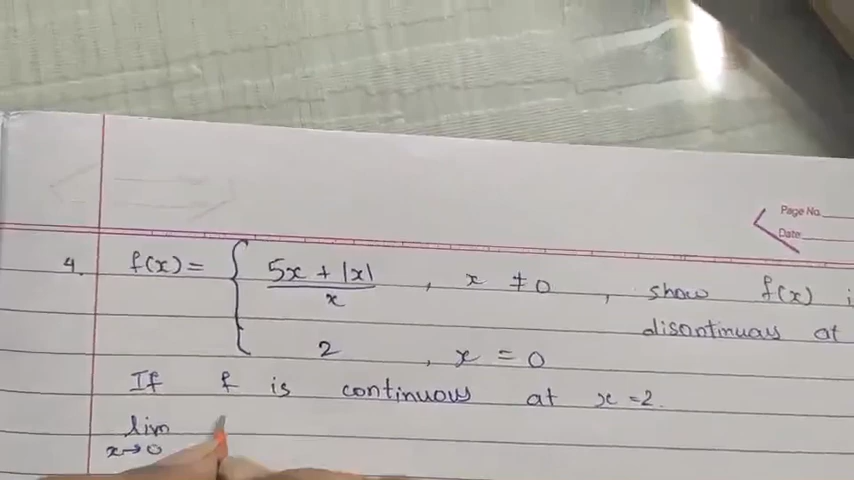 Page No.
Date
4. f(x) = { 5x + |x| / x , x ≠ 0 , show f(x) i
disontinuous at
2 , x = 0
If f is continuous at x = 2.
lim
x→0